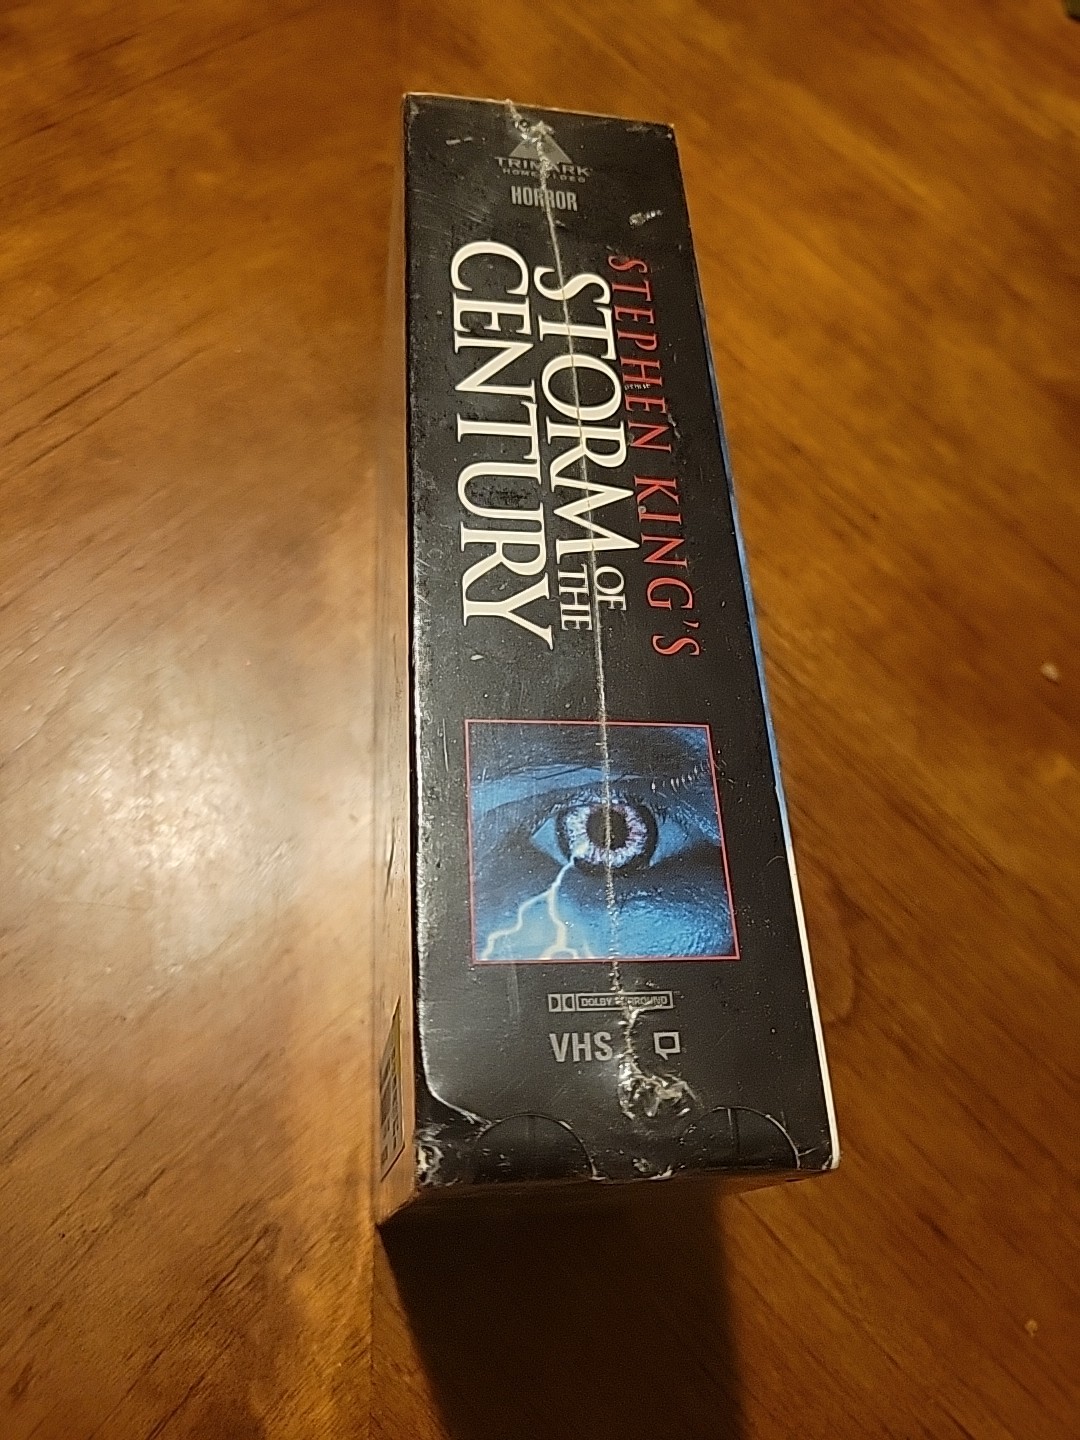 TRIMARK
HOME VIDEO
HORROR
STEPHEN KING'S
STORM OF THE
CENTURY
DOLBY SURROUND
VHS